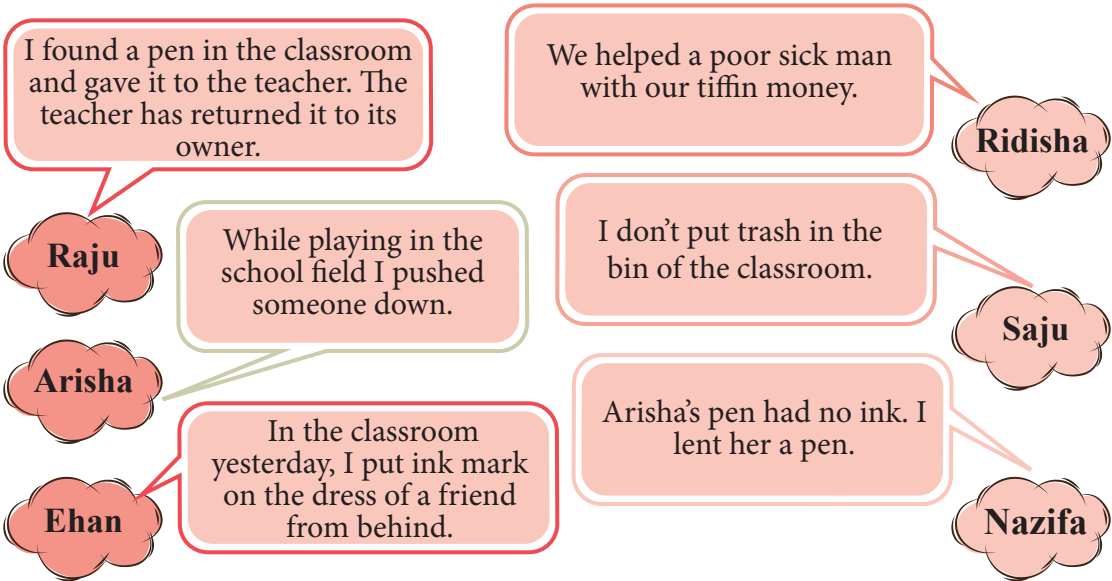 I found a pen in the classroom
and gave it to the teacher. The
teacher has returned it to its
owner.
Raju
We helped a poor sick man
with our tiffin money.
Ridisha
While playing in the
school field I pushed
someone down.
Arisha
I don't put trash in the
bin of the classroom.
Saju
In the classroom
yesterday, I put ink mark
on the dress of a friend
from behind.
Ehan
Arisha's pen had no ink. I
lent her a pen.
Nazifa